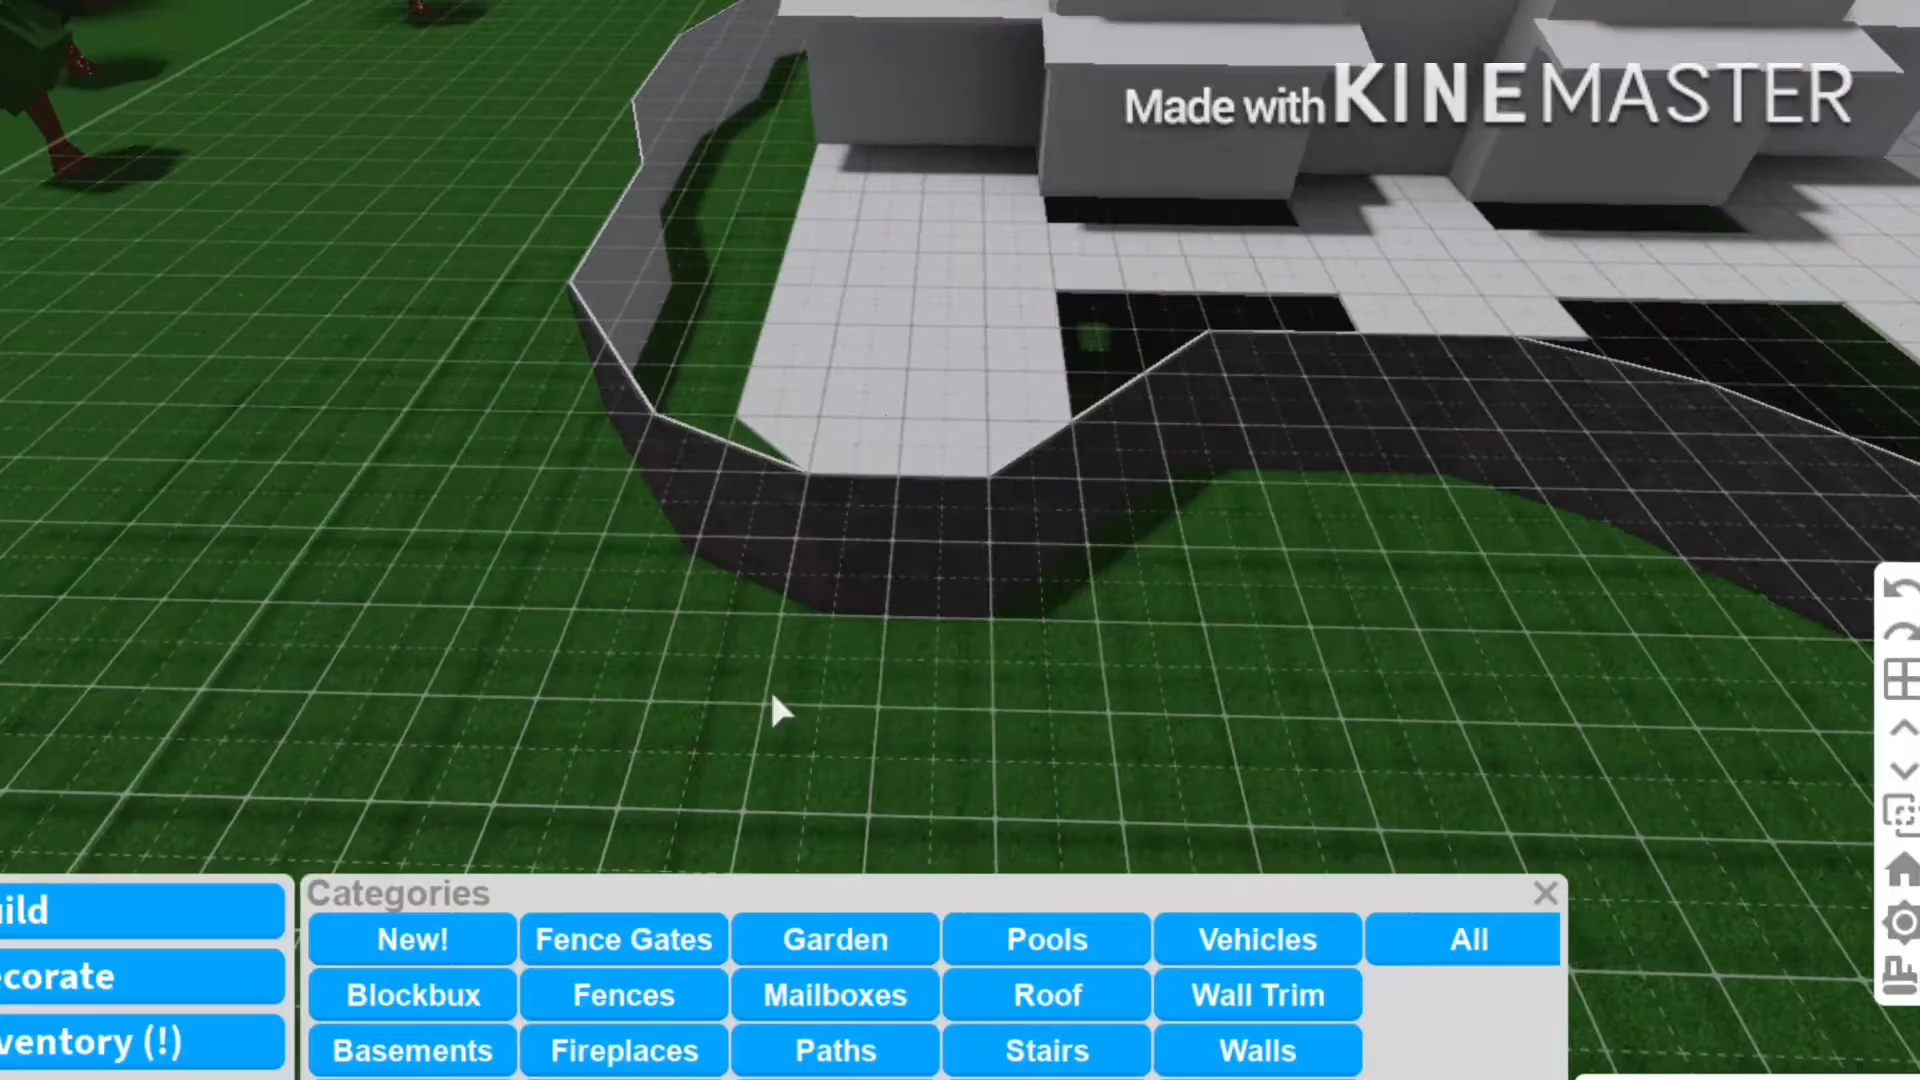 Made with KINEMASTER
Categories
New! Fence Gates Garden Pools Vehicles All
ild
Blockbux Fences Mailboxes Roof Wall Trim
ecorate
Basements Fireplaces Paths Stairs Walls
ventory (!)